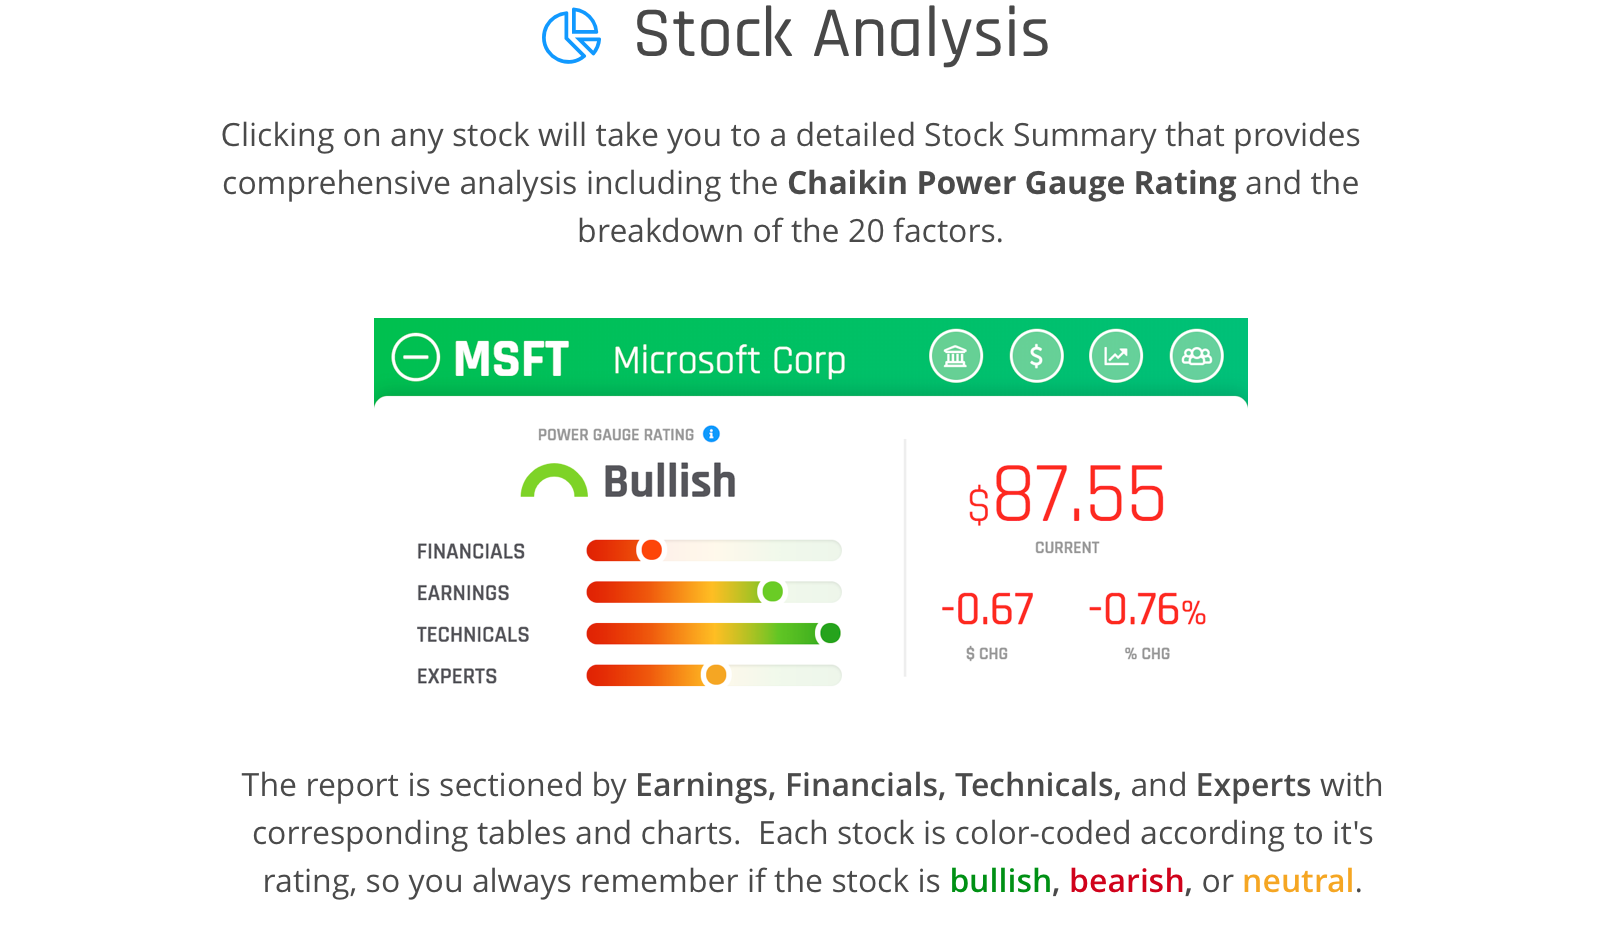 Stock Analysis
Clicking on any stock will take you to a detailed Stock Summary that provides
comprehensive analysis including the Chaikin Power Gauge Rating and the
breakdown of the 20 factors.
MSFT Microsoft Corp
POWER GAUGE RATING
Bullish
FINANCIALS
EARNINGS
TECHNICALS
EXPERTS
$87.55
CURRENT
-0.67 -0.76%
$ CHG % CHG
The report is sectioned by Earnings, Financials, Technicals, and Experts with
corresponding tables and charts.  Each stock is color-coded according to it's
rating, so you always remember if the stock is bullish, bearish, or neutral.